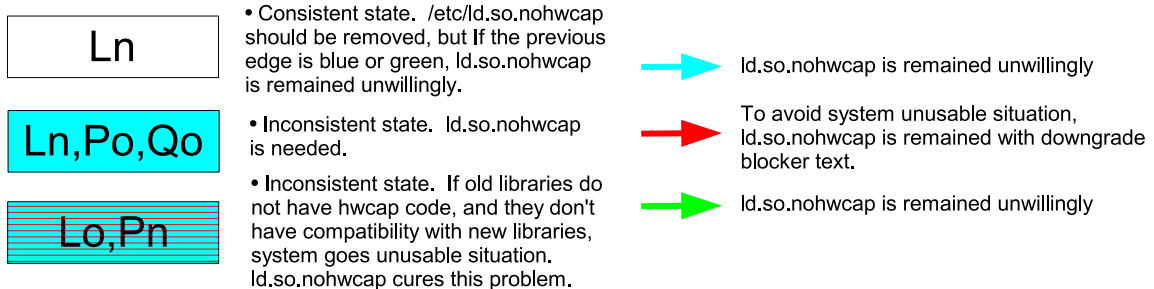 Ln
• Consistent state. /etc/ld.so.nohwcap
should be removed, but If the previous
edge is blue or green, ld.so.nohwcap
is remained unwillingly.
Ln,Po,Qo
• Inconsistent state. ld.so.nohwcap
is needed.
Lo,Pn
• Inconsistent state. If old libraries do
not have hwcap code, and they don't
have compatibility with new libraries,
system goes unusable situation.
ld.so.nohwcap cures this problem.
ld.so.nohwcap is remained unwillingly
To avoid system unusable situation,
ld.so.nohwcap is remained with downgrade
blocker text.
ld.so.nohwcap is remained unwillingly